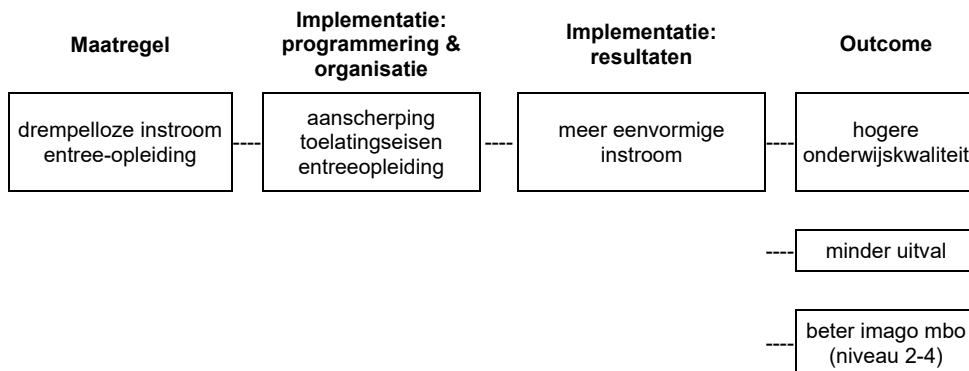 Maatregel
Implementatie:
programmering &
organisatie
Implementatie:
resultaten
Outcome
drempelloze instroom
entree-opleiding
----
aanscherping
toelatingseisen
entreeopleiding
----
meer eenvormige
instroom
----
hogere
onderwijskwaliteit
----
minder uitval
----
beter imago mbo
(niveau 2-4)